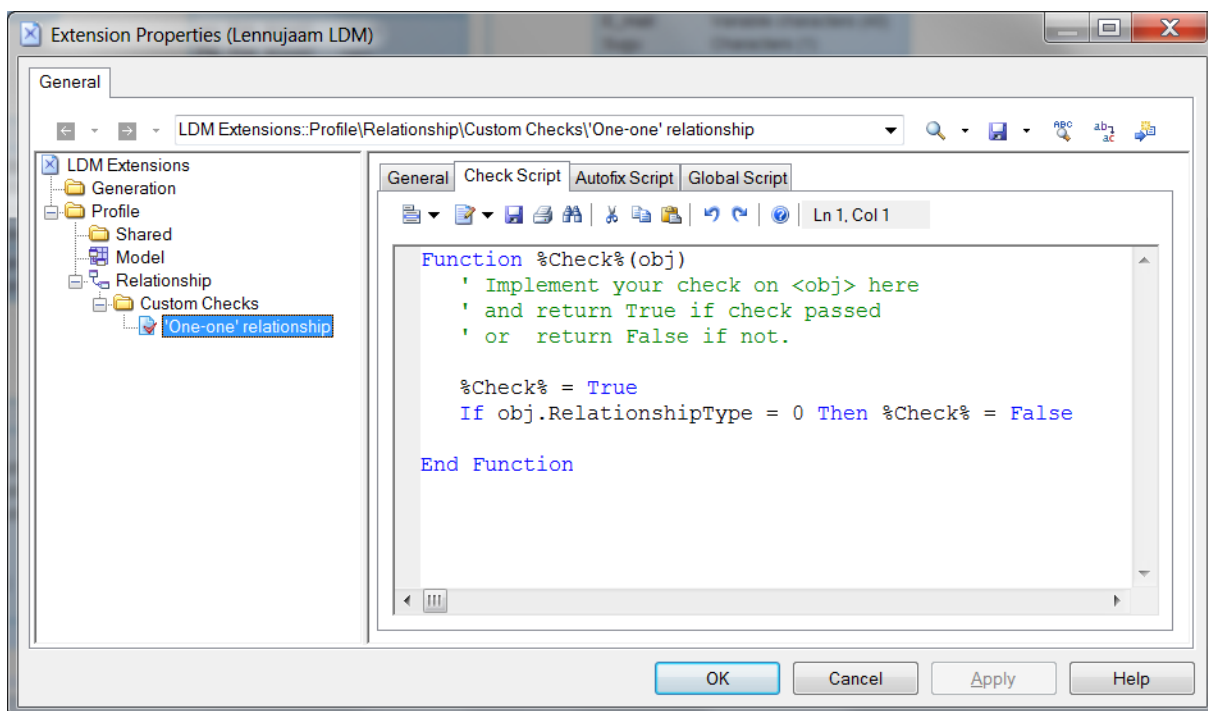 Extension Properties (Lennujaam LDM)
General
LDM Extensions::Profile\Relationship\Custom Checks\'One-one' relationship
LDM Extensions
Generation
Profile
Shared
Model
Relationship
Custom Checks
'One-one' relationship
General Check Script Autofix Script Global Script
Ln 1, Col 1
Function %Check%(obj)
' Implement your check on <obj> here
' and return True if check passed
' or  return False if not.
%Check% = True
If obj.RelationshipType = 0 Then %Check% = False
End Function
OK Cancel Apply Help